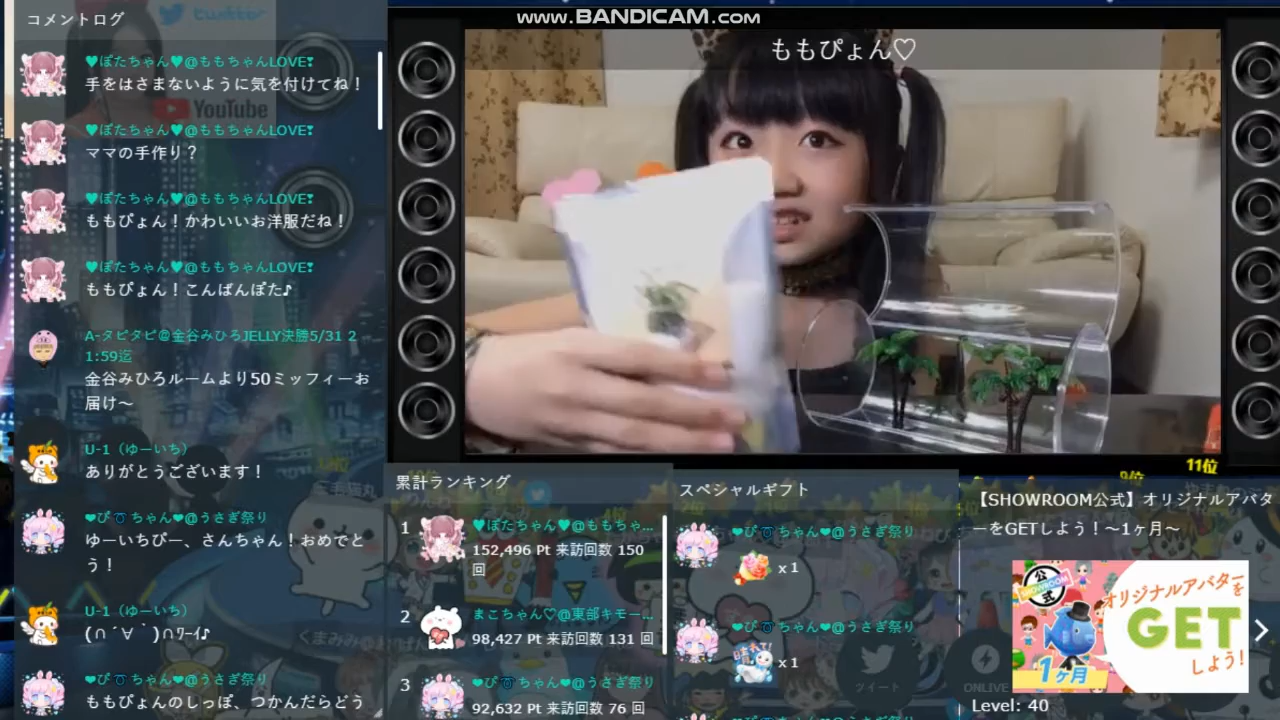 www.BANDICAM.com
コメントログ
twitter
YouTube
♥ぽたちゃん♥@ももちゃんLOVE❣
手をはさまないように気を付けてね！
♥ぽたちゃん♥@ももちゃんLOVE❣
ママの手作り？
♥ぽたちゃん♥@ももちゃんLOVE❣
ももぴょん！かわいいお洋服だね！
♥ぽたちゃん♥@ももちゃんLOVE❣
ももぴょん！こんばんぽた♪
A-タピタピ@金谷みひろJELLY決勝5/31 2
1:59迄
金谷みひろルームより50ミッフィーお
届け〜
U-1（ゆーいち）
ありがとうございます！
❤ぴ➰ちゃん❤@うさぎ祭り
ゆーいちぴー、さんちゃん！おめでと
う！
U-1（ゆーいち）
(∩´∀｀)∩ﾜｰｲ♪
❤ぴ➰ちゃん❤@うさぎ祭り
ももぴょんのしっぽ、つかんだらどう
ももぴょん♡
11位
累計ランキング
1
♥ぽたちゃん♥@ももちゃ...
152,496 Pt 来訪回数 150
回
2
まこちゃん♡@東部キモー...
98,427 Pt 来訪回数 131 回
3
❤ぴ➰ちゃん❤@うさぎ祭り
92,632 Pt 来訪回数 76 回
スペシャルギフト
❤ぴ➰ちゃん❤@うさぎ祭り
x 1
❤ぴ➰ちゃん❤@うさぎ祭り
x 1
ツイート
ONLIVE
【SHOWROOM公式】オリジナルアバタ
ーをGETしよう！〜1ヶ月〜
SHOWROOM
公式
オリジナルアバターを
GET
しよう！
1ヶ月
Level: 40